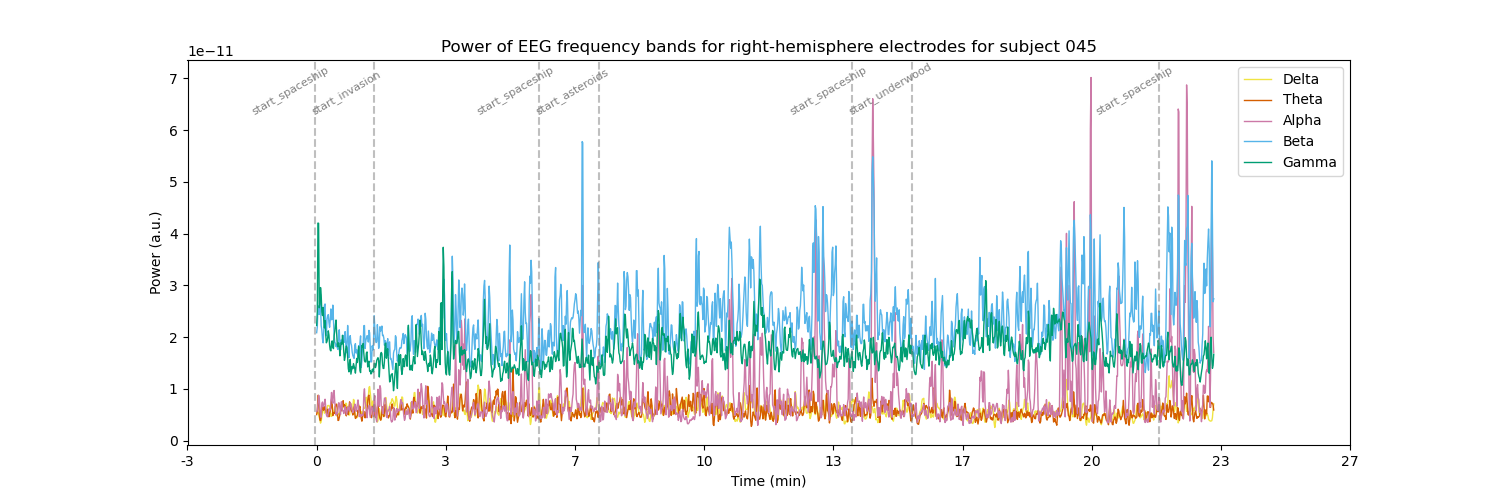 Power of EEG frequency bands for right-hemisphere electrodes for subject 045
1e−11
start_spaceship
start_invasion
start_spaceship
start_asteroids
start_spaceship
start_underwood
start_spaceship
Delta
Theta
Alpha
Beta
Gamma
7
6
5
4
3
2
1
0
Power (a.u.)
-3 0 3 7 10 13 17 20 23 27
Time (min)